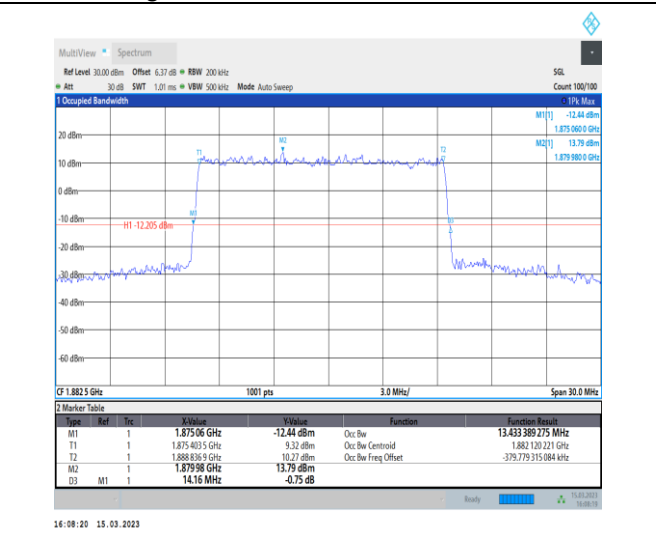 MultiView Spectrum
Ref Level 30.00 dBm Offset 6.37 dB RBW 200 kHz SGL
Att 30 dB SWT 1.01 ms VBW 500 kHz Mode Auto Sweep Count 100/100
1 Occupied Bandwidth 1Pk Max
M1[1] -12.44 dBm
1.875 060 0 GHz
M2[1] 13.79 dBm
1.879 980 0 GHz
20 dBm
M2
T1
T2
10 dBm
0 dBm
-10 dBm
M3
D3
H1 -12.205 dBm
-20 dBm
-30 dBm
-40 dBm
-50 dBm
-60 dBm
CF 1.882 5 GHz 1001 pts 3.0 MHz/ Span 30.0 MHz
2 Marker Table
Type Ref Trc X-Value Y-Value Function Function Result
M1 1 1.875 06 GHz -12.44 dBm Occ Bw 13.433 389 275 MHz
T1 1 1.875 403 5 GHz 9.32 dBm Occ Bw Centroid 1.882 120 221 GHz
T2 1 1.888 836 9 GHz 10.27 dBm Occ Bw Freq Offset -379.779 315 084 kHz
M2 1 1.879 98 GHz 13.79 dBm
D3 M1 1 14.16 MHz -0.75 dB
Ready 15.03.2023
16:08:19
16:08:20 15.03.2023